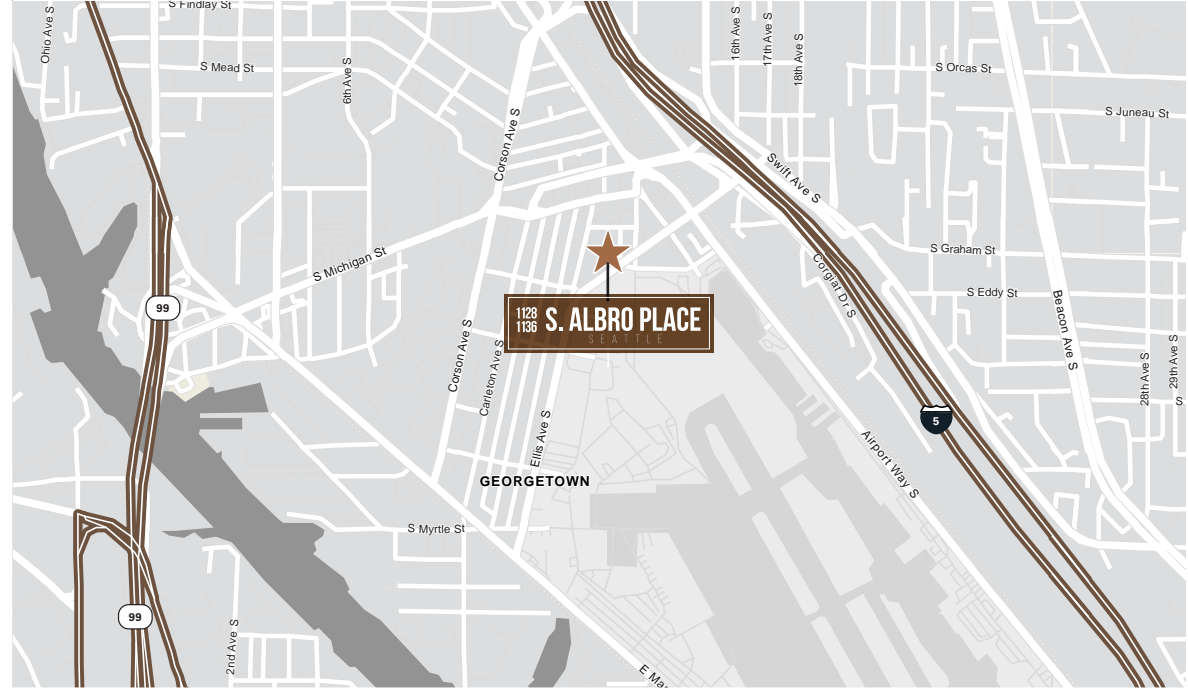 S Findlay St
Ohio Ave S
16th Ave S
17th Ave S
18th Ave S
S Mead St
6th Ave S
S Orcas St
S Juneau St
Corson Ave S
Swift Ave S
S Michigan St
S Graham St
Corgiat Dr S
S Eddy St
99
1128
1136
S. ALBRO PLACE
SEATTLE
Beacon Ave S
Corson Ave S
Carleton Ave S
28th Ave S
29th Ave S
S
5
Ellis Ave S
Airport Way S
GEORGETOWN
S Myrtle St
99
2nd Ave S
E Ma